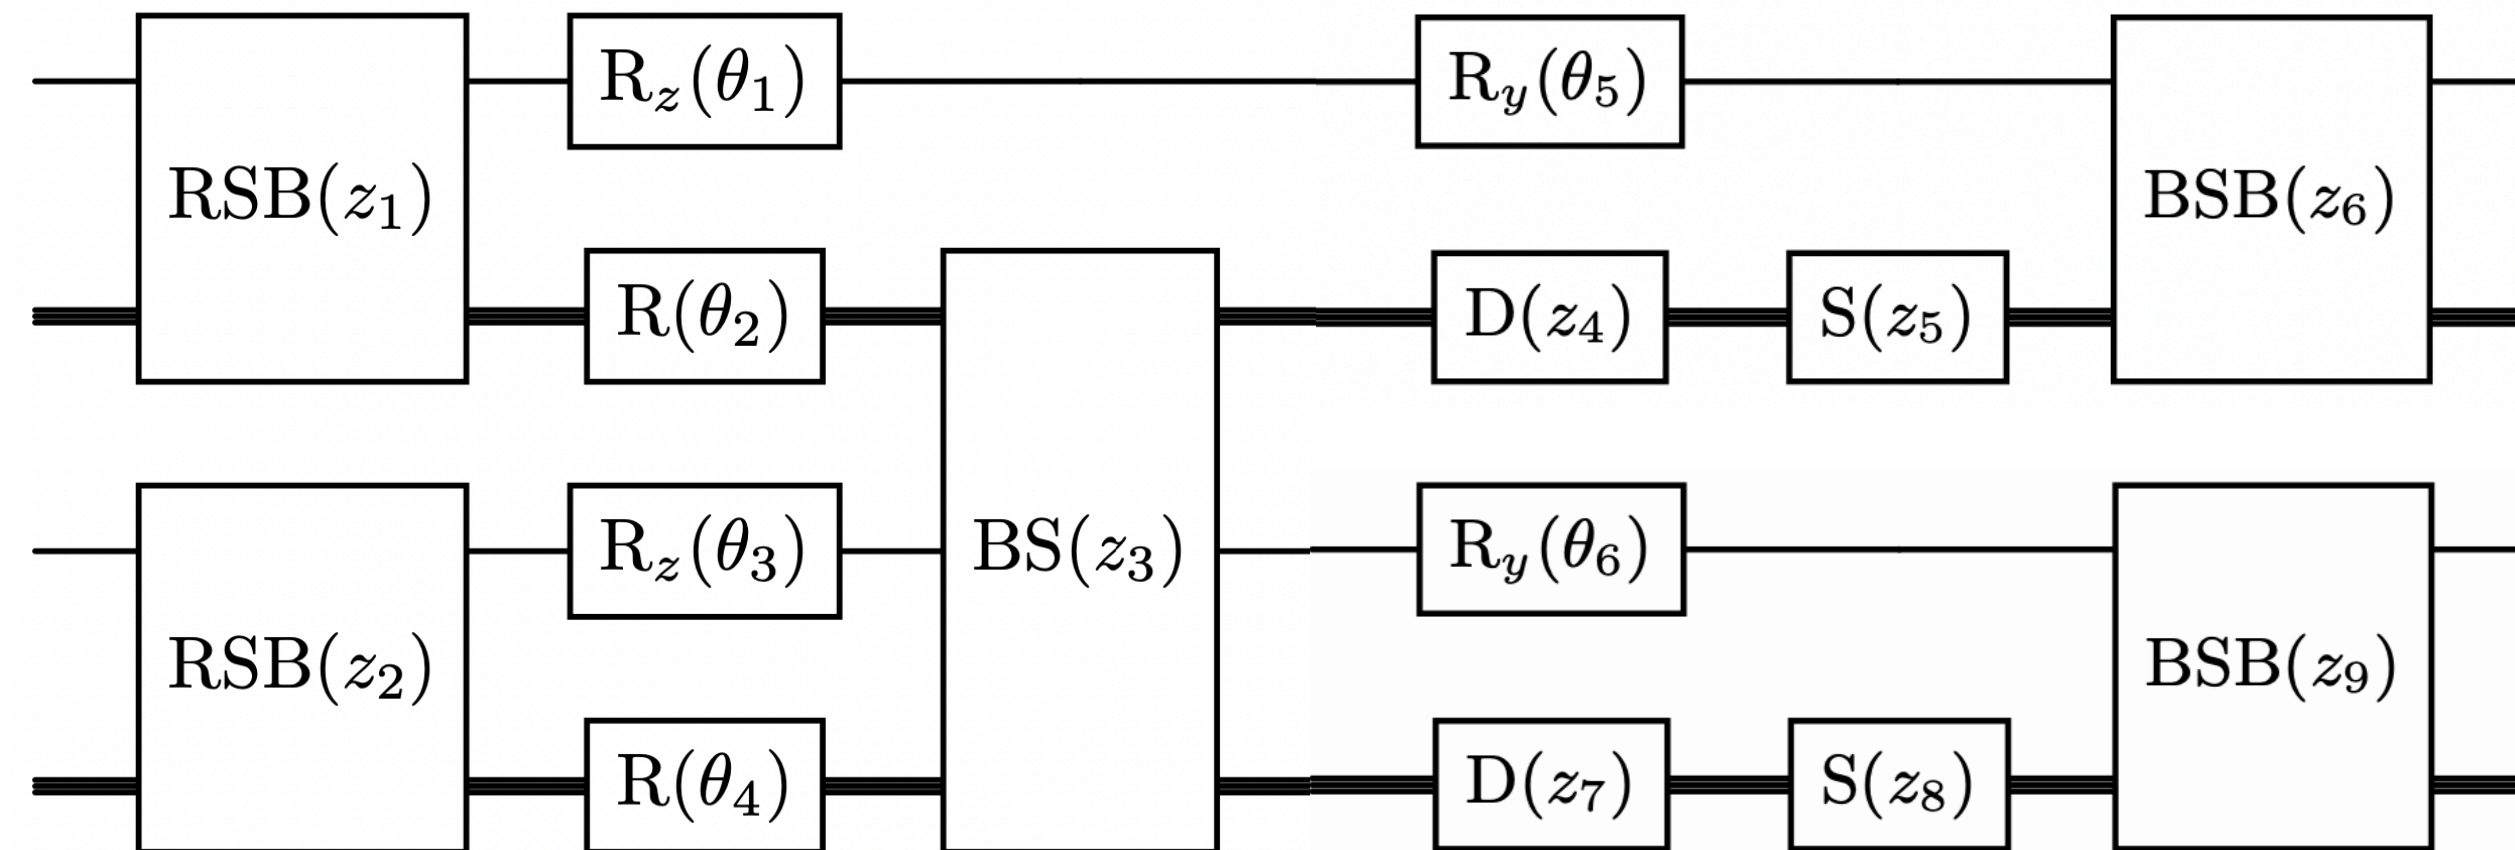 R_z(θ_1) R_y(θ_5)
RSB(z_1) BSB(z_6)
R(θ_2) D(z_4) S(z_5)
R_z(θ_3) BS(z_3) R_y(θ_6)
RSB(z_2) BSB(z_9)
R(θ_4) D(z_7) S(z_8)